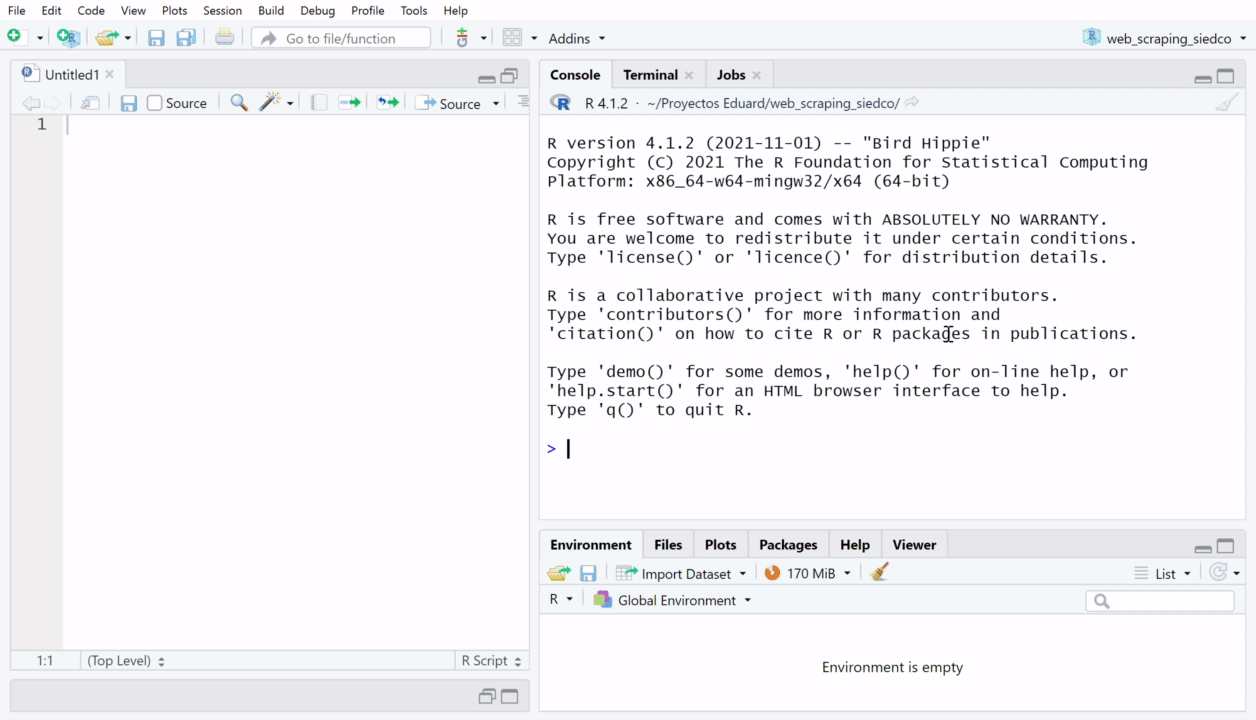 File Edit Code View Plots Session Build Debug Profile Tools Help
Go to file/function Addins web_scraping_siedco
Untitled1
Source Source
1
1:1 (Top Level) R Script
Console Terminal Jobs
R 4.1.2 · ~/Proyectos Eduard/web_scraping_siedco/
R version 4.1.2 (2021-11-01) -- "Bird Hippie"
Copyright (C) 2021 The R Foundation for Statistical Computing
Platform: x86_64-w64-mingw32/x64 (64-bit)
R is free software and comes with ABSOLUTELY NO WARRANTY.
You are welcome to redistribute it under certain conditions.
Type 'license()' or 'licence()' for distribution details.
R is a collaborative project with many contributors.
Type 'contributors()' for more information and
'citation()' on how to cite R or R packages in publications.
Type 'demo()' for some demos, 'help()' for on-line help, or
'help.start()' for an HTML browser interface to help.
Type 'q()' to quit R.
>
Environment Files Plots Packages Help Viewer
Import Dataset 170 MiB List
R Global Environment
Environment is empty